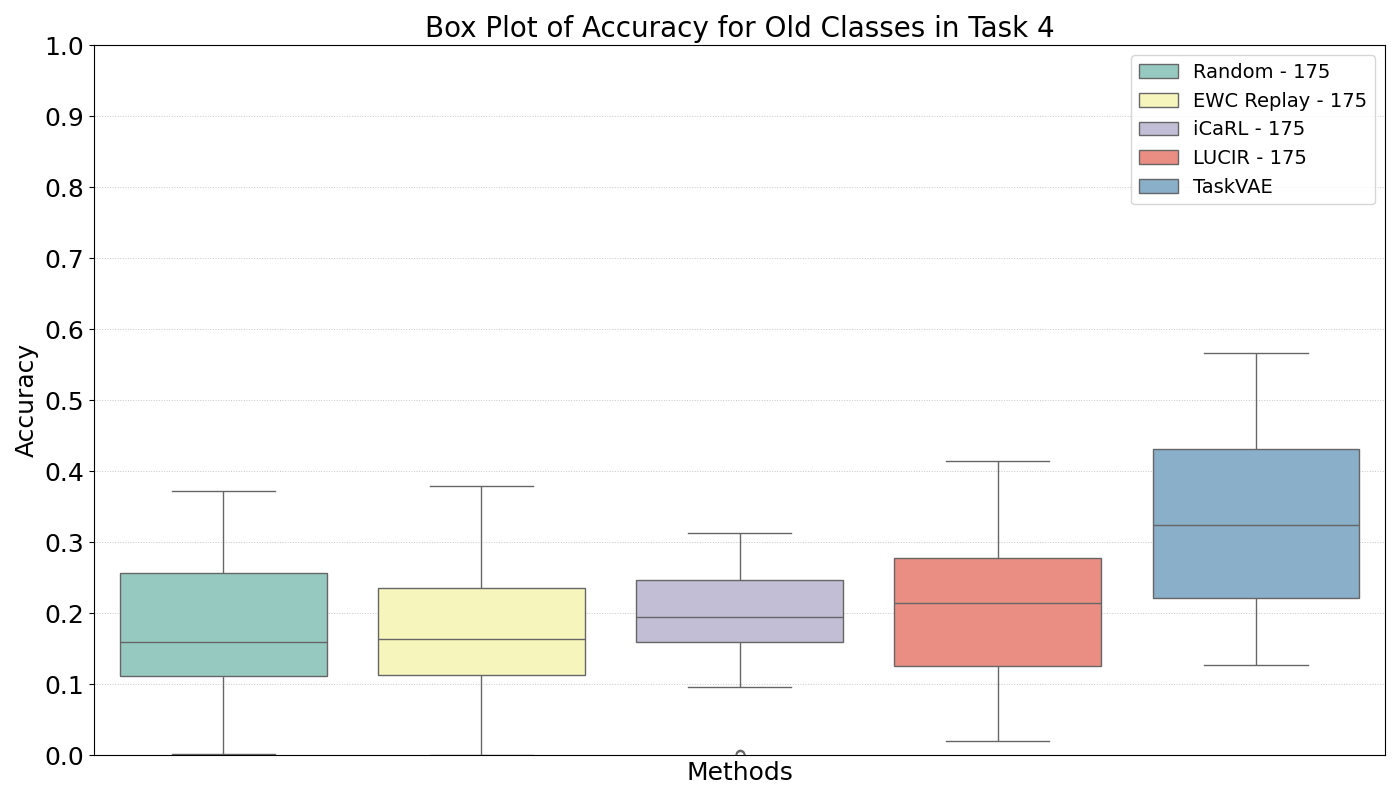 Box Plot of Accuracy for Old Classes in Task 4
1.0
0.9
0.8
0.7
0.6
0.5
0.4
0.3
0.2
0.1
0.0
Accuracy
Methods
Random - 175
EWC Replay - 175
iCaRL - 175
LUCIR - 175
TaskVAE